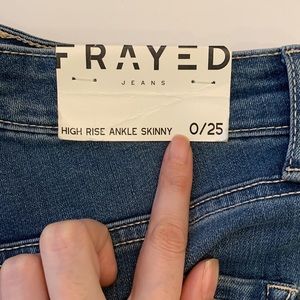 FRAYED
JEANS
HIGH RISE ANKLE SKINNY 0/25